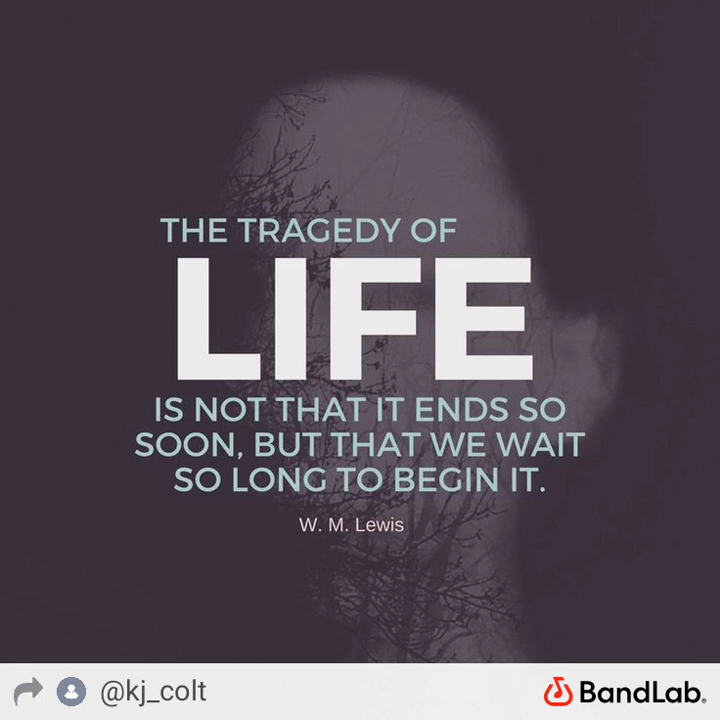 THE TRAGEDY OF
LIFE
IS NOT THAT IT ENDS SO
SOON, BUT THAT WE WAIT
SO LONG TO BEGIN IT.
W. M. Lewis
@kj_colt
BandLab.